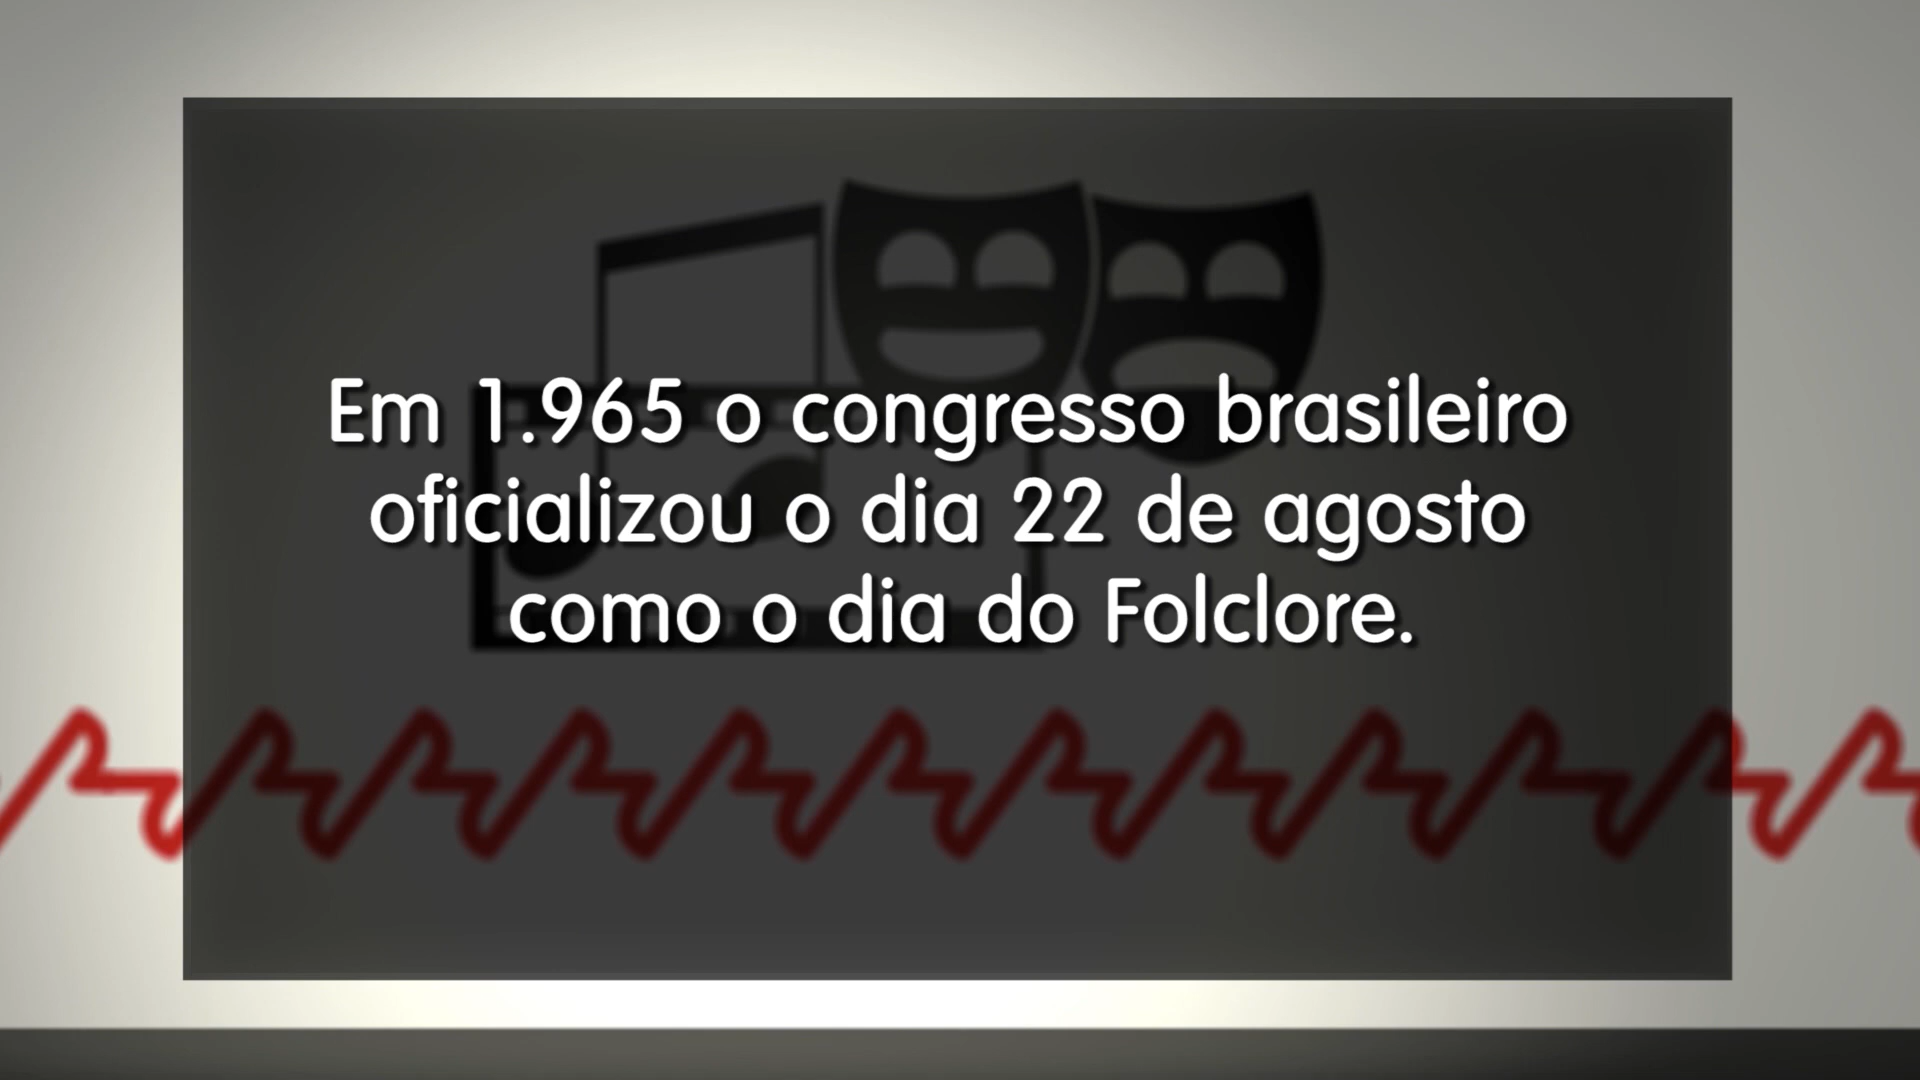 Em 1.965 o congresso brasileiro
oficializou o dia 22 de agosto
como o dia do Folclore.